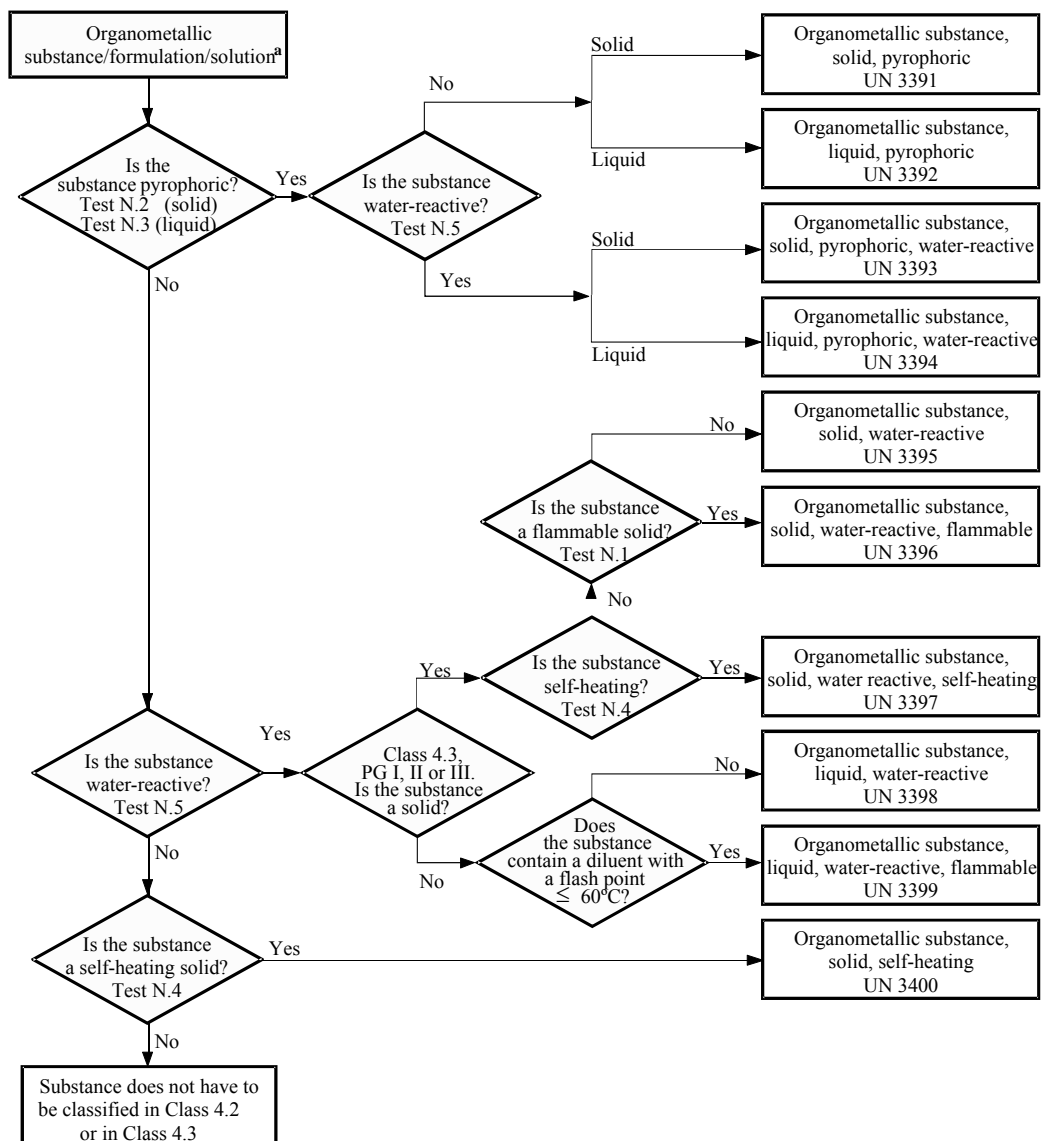 Organometallic
substance/formulation/solutionᵃ
Is the
substance pyrophoric?
Test N.2 (solid)
Test N.3 (liquid)
Yes
No
Is the substance
water-reactive?
Test N.5
No
Yes
Solid
Liquid
Solid
Liquid
Organometallic substance,
solid, pyrophoric
UN 3391
Organometallic substance,
liquid, pyrophoric
UN 3392
Organometallic substance,
solid, pyrophoric, water-reactive
UN 3393
Organometallic substance,
liquid, pyrophoric, water-reactive
UN 3394
No
Organometallic substance,
solid, water-reactive
UN 3395
Is the substance
a flammable solid?
Test N.1
Yes
Organometallic substance,
solid, water-reactive, flammable
UN 3396
No
Is the substance
self-heating?
Test N.4
Yes
Yes
Organometallic substance,
solid, water reactive, self-heating
UN 3397
Is the substance
water-reactive?
Test N.5
Yes
Class 4.3,
PG I, II or III.
Is the substance
a solid?
No
Organometallic substance,
liquid, water-reactive
UN 3398
No
No
Does
the substance
contain a diluent with
a flash point
≤ 60ºC?
Yes
Organometallic substance,
liquid, water-reactive, flammable
UN 3399
Is the substance
a self-heating solid?
Test N.4
Yes
Organometallic substance,
solid, self-heating
UN 3400
No
Substance does not have to
be classified in Class 4.2
or in Class 4.3